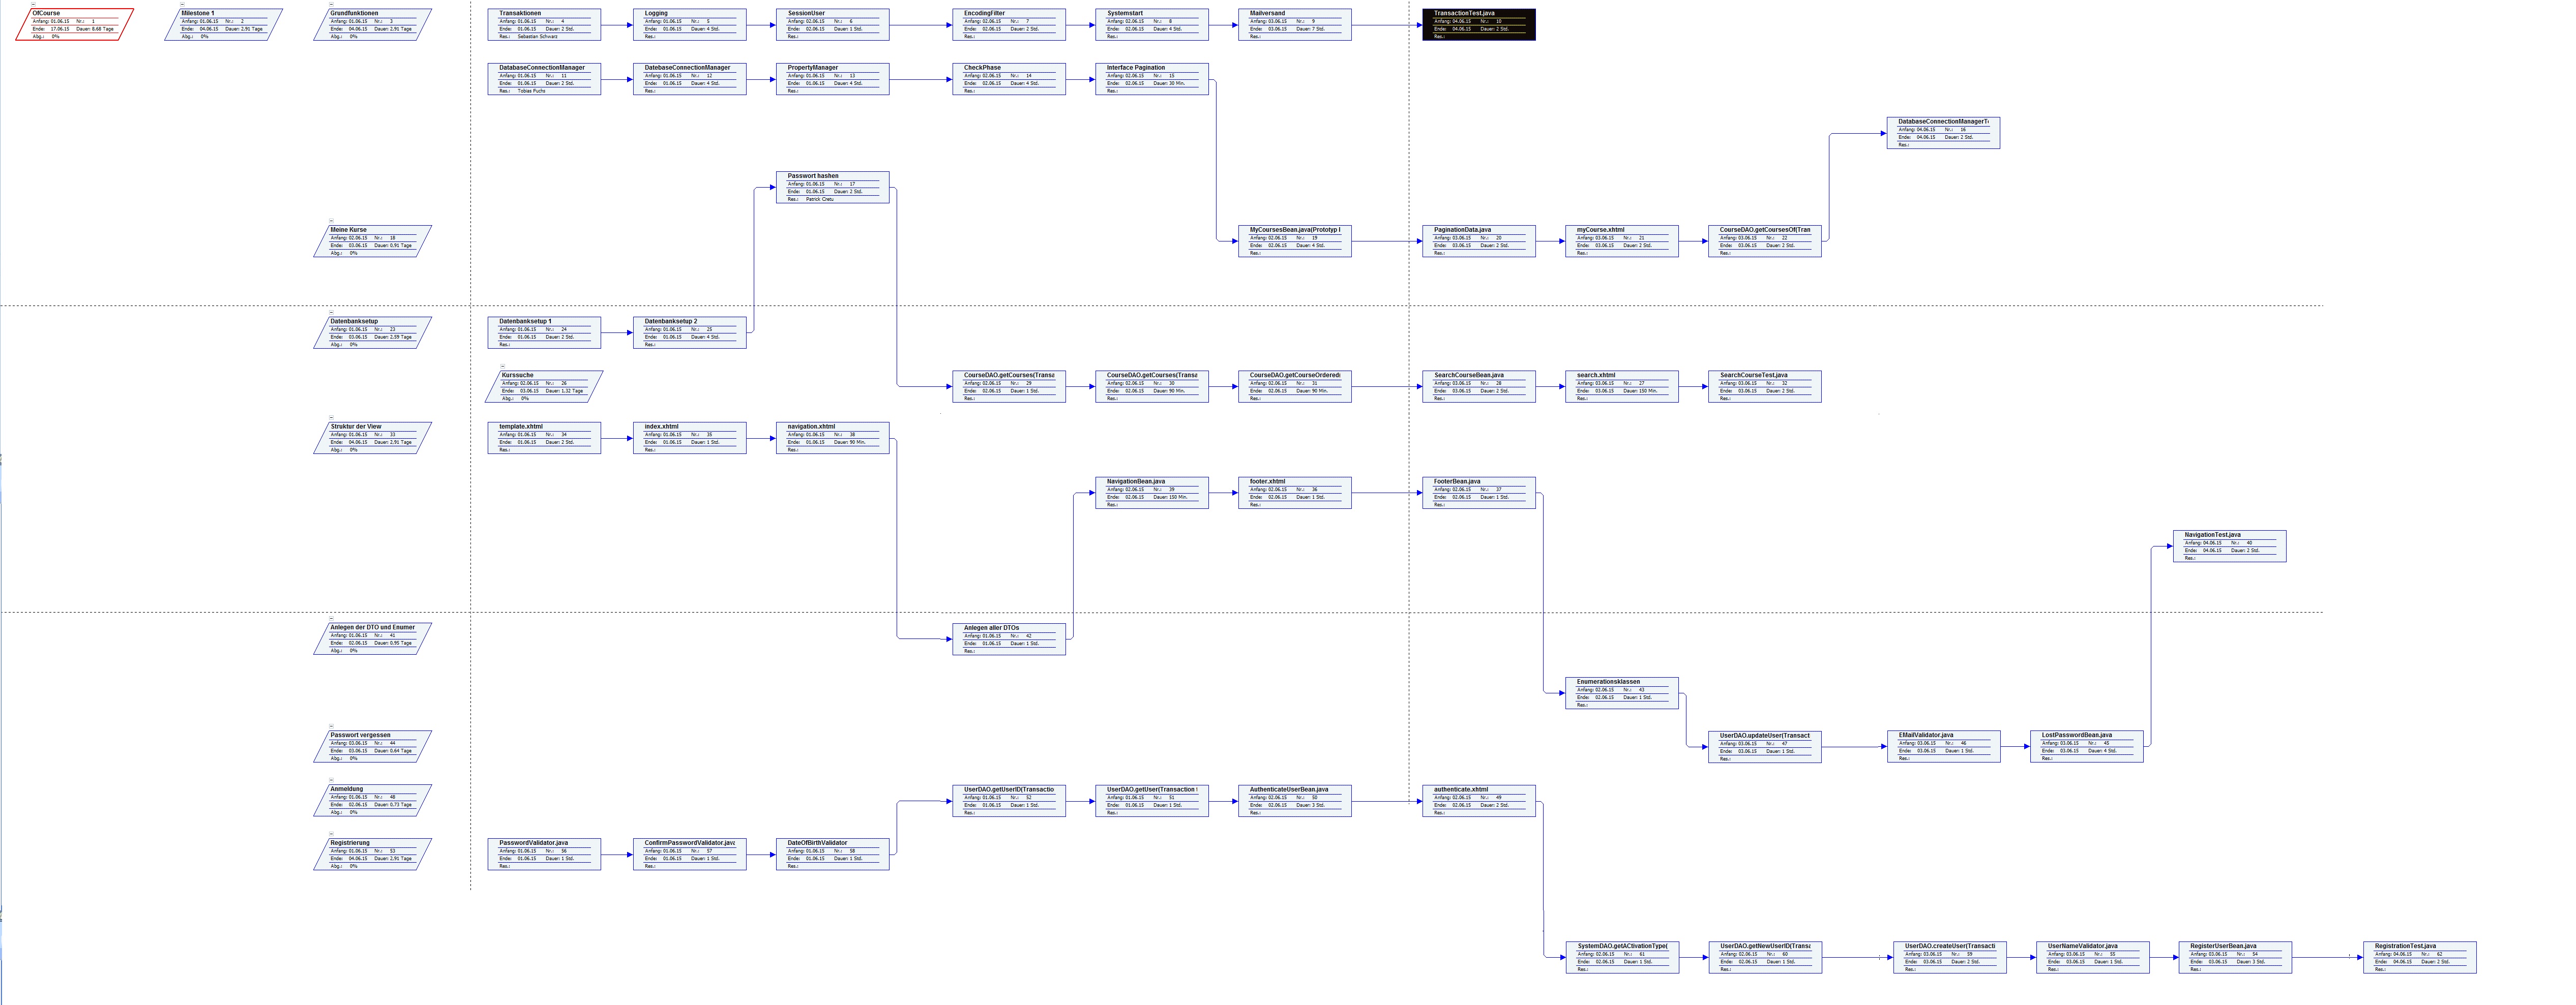 OfCourse
Anfang: 01.06.15 Nr.: 1
Ende: 17.06.15 Dauer: 8.68 Tage
Abg.: 0%
Milestone 1
Anfang: 01.06.15 Nr.: 2
Ende: 04.06.15 Dauer: 2,91 Tage
Abg.: 0%
Grundfunktionen
Anfang: 01.06.15 Nr.: 3
Ende: 04.06.15 Dauer: 2,91 Tage
Abg.: 0%
Transaktionen
Anfang: 01.06.15 Nr.: 4
Ende: 01.06.15 Dauer: 2 Std.
Res.: Sebastian Schwarz
Logging
Anfang: 01.06.15 Nr.: 5
Ende: 01.06.15 Dauer: 4 Std.
Res.:
SessionUser
Anfang: 02.06.15 Nr.: 6
Ende: 02.06.15 Dauer: 1 Std.
Res.:
EncodingFilter
Anfang: 02.06.15 Nr.: 7
Ende: 02.06.15 Dauer: 2 Std.
Res.:
Systemstart
Anfang: 02.06.15 Nr.: 8
Ende: 02.06.15 Dauer: 4 Std.
Res.:
Mailversand
Anfang: 03.06.15 Nr.: 9
Ende: 03.06.15 Dauer: 7 Std.
Res.:
TransactionTest.java
Anfang: 04.06.15 Nr.: 10
Ende: 04.06.15 Dauer: 2 Std.
Res.:
DatabaseConnectionManager
Anfang: 01.06.15 Nr.: 11
Ende: 01.06.15 Dauer: 2 Std.
Res.: Tobias Fuchs
DatebaseConnectionManager
Anfang: 01.06.15 Nr.: 12
Ende: 01.06.15 Dauer: 4 Std.
Res.:
PropertyManager
Anfang: 01.06.15 Nr.: 13
Ende: 01.06.15 Dauer: 4 Std.
Res.:
CheckPhase
Anfang: 02.06.15 Nr.: 14
Ende: 02.06.15 Dauer: 4 Std.
Res.:
Interface Pagination
Anfang: 02.06.15 Nr.: 15
Ende: 02.06.15 Dauer: 30 Min.
Res.:
DatabaseConnectionManagerT
Anfang: 04.06.15 Nr.: 16
Ende: 04.06.15 Dauer: 2 Std.
Res.:
Passwort hashen
Anfang: 01.06.15 Nr.: 17
Ende: 01.06.15 Dauer: 2 Std.
Res.: Patrick Cretu
Meine Kurse
Anfang: 02.06.15 Nr.: 18
Ende: 03.06.15 Dauer: 0,91 Tage
Abg.: 0%
MyCoursesBean.java(Prototyp
Anfang: 02.06.15 Nr.: 19
Ende: 02.06.15 Dauer: 4 Std.
Res.:
PaginationData.java
Anfang: 03.06.15 Nr.: 20
Ende: 03.06.15 Dauer: 2 Std.
Res.:
myCourse.xhtml
Anfang: 03.06.15 Nr.: 21
Ende: 03.06.15 Dauer: 2 Std.
Res.:
CourseDAO.getCoursesOf(Tran
Anfang: 03.06.15 Nr.: 22
Ende: 03.06.15 Dauer: 2 Std.
Res.:
Datenbanksetup
Anfang: 01.06.15 Nr.: 23
Ende: 03.06.15 Dauer: 2,59 Tage
Abg.: 0%
Datenbanksetup 1
Anfang: 01.06.15 Nr.: 24
Ende: 01.06.15 Dauer: 2 Std.
Res.:
Datenbanksetup 2
Anfang: 01.06.15 Nr.: 25
Ende: 01.06.15 Dauer: 4 Std.
Res.:
Kurssuche
Anfang: 02.06.15 Nr.: 26
Ende: 03.06.15 Dauer: 1,32 Tage
Abg.: 0%
CourseDAO.getCourses(Transa
Anfang: 02.06.15 Nr.: 29
Ende: 02.06.15 Dauer: 1 Std.
Res.:
CourseDAO.getCourses(Transa
Anfang: 02.06.15 Nr.: 30
Ende: 02.06.15 Dauer: 90 Min.
Res.:
CourseDAO.getCourseOrdered(
Anfang: 02.06.15 Nr.: 31
Ende: 02.06.15 Dauer: 90 Min.
Res.:
SearchCourseBean.java
Anfang: 03.06.15 Nr.: 28
Ende: 03.06.15 Dauer: 2 Std.
Res.:
search.xhtml
Anfang: 03.06.15 Nr.: 27
Ende: 03.06.15 Dauer: 150 Min.
Res.:
SearchCourseTest.java
Anfang: 03.06.15 Nr.: 32
Ende: 03.06.15 Dauer: 2 Std.
Res.:
Struktur der View
Anfang: 01.06.15 Nr.: 33
Ende: 04.06.15 Dauer: 2,91 Tage
Abg.: 0%
template.xhtml
Anfang: 01.06.15 Nr.: 34
Ende: 01.06.15 Dauer: 2 Std.
Res.:
index.xhtml
Anfang: 01.06.15 Nr.: 35
Ende: 01.06.15 Dauer: 1 Std.
Res.:
navigation.xhtml
Anfang: 01.06.15 Nr.: 38
Ende: 01.06.15 Dauer: 90 Min.
Res.:
NavigationBean.java
Anfang: 02.06.15 Nr.: 39
Ende: 02.06.15 Dauer: 150 Min.
Res.:
footer.xhtml
Anfang: 02.06.15 Nr.: 36
Ende: 02.06.15 Dauer: 1 Std.
Res.:
FooterBean.java
Anfang: 02.06.15 Nr.: 37
Ende: 02.06.15 Dauer: 1 Std.
Res.:
NavigationTest.java
Anfang: 04.06.15 Nr.: 40
Ende: 04.06.15 Dauer: 2 Std.
Res.:
Anlegen der DTO und Enumer
Anfang: 01.06.15 Nr.: 41
Ende: 02.06.15 Dauer: 0,95 Tage
Abg.: 0%
Anlegen aller DTOs
Anfang: 01.06.15 Nr.: 42
Ende: 01.06.15 Dauer: 1 Std.
Res.:
Enumerationsklassen
Anfang: 02.06.15 Nr.: 43
Ende: 02.06.15 Dauer: 1 Std.
Res.:
Passwort vergessen
Anfang: 03.06.15 Nr.: 44
Ende: 03.06.15 Dauer: 0,64 Tage
Abg.: 0%
UserDAO.updateUser(Transact
Anfang: 03.06.15 Nr.: 47
Ende: 03.06.15 Dauer: 1 Std.
Res.:
EMailValidator.java
Anfang: 03.06.15 Nr.: 46
Ende: 03.06.15 Dauer: 1 Std.
Res.:
LostPasswordBean.java
Anfang: 03.06.15 Nr.: 45
Ende: 03.06.15 Dauer: 4 Std.
Res.:
Anmeldung
Anfang: 01.06.15 Nr.: 48
Ende: 02.06.15 Dauer: 0,73 Tage
Abg.: 0%
UserDAO.getUserID(Transactio
Anfang: 01.06.15 Nr.: 52
Ende: 01.06.15 Dauer: 1 Std.
Res.:
UserDAO.getUser(Transaction
Anfang: 01.06.15 Nr.: 51
Ende: 01.06.15 Dauer: 1 Std.
Res.:
AuthenticateUserBean.java
Anfang: 01.06.15 Nr.: 50
Ende: 02.06.15 Dauer: 3 Std.
Res.:
authenticate.xhtml
Anfang: 02.06.15 Nr.: 49
Ende: 02.06.15 Dauer: 2 Std.
Res.:
Registrierung
Anfang: 01.06.15 Nr.: 53
Ende: 04.06.15 Dauer: 2,91 Tage
Abg.: 0%
PasswordValidator.java
Anfang: 01.06.15 Nr.: 56
Ende: 01.06.15 Dauer: 1 Std.
Res.:
ConfirmPasswordValidator.java
Anfang: 01.06.15 Nr.: 57
Ende: 01.06.15 Dauer: 1 Std.
Res.:
DateOfBirthValidator
Anfang: 01.06.15 Nr.: 58
Ende: 01.06.15 Dauer: 1 Std.
Res.:
SystemDAO.getACtivationType(
Anfang: 02.06.15 Nr.: 61
Ende: 02.06.15 Dauer: 1 Std.
Res.:
UserDAO.getNewUserID(Transa
Anfang: 02.06.15 Nr.: 60
Ende: 02.06.15 Dauer: 1 Std.
Res.:
UserDAO.createUser(Transacti
Anfang: 03.06.15 Nr.: 59
Ende: 03.06.15 Dauer: 2 Std.
Res.:
UserNameValidator.java
Anfang: 03.06.15 Nr.: 55
Ende: 03.06.15 Dauer: 1 Std.
Res.:
RegisterUserBean.java
Anfang: 03.06.15 Nr.: 54
Ende: 03.06.15 Dauer: 3 Std.
Res.:
RegistrationTest.java
Anfang: 04.06.15 Nr.: 62
Ende: 04.06.15 Dauer: 2 Std.
Res.: